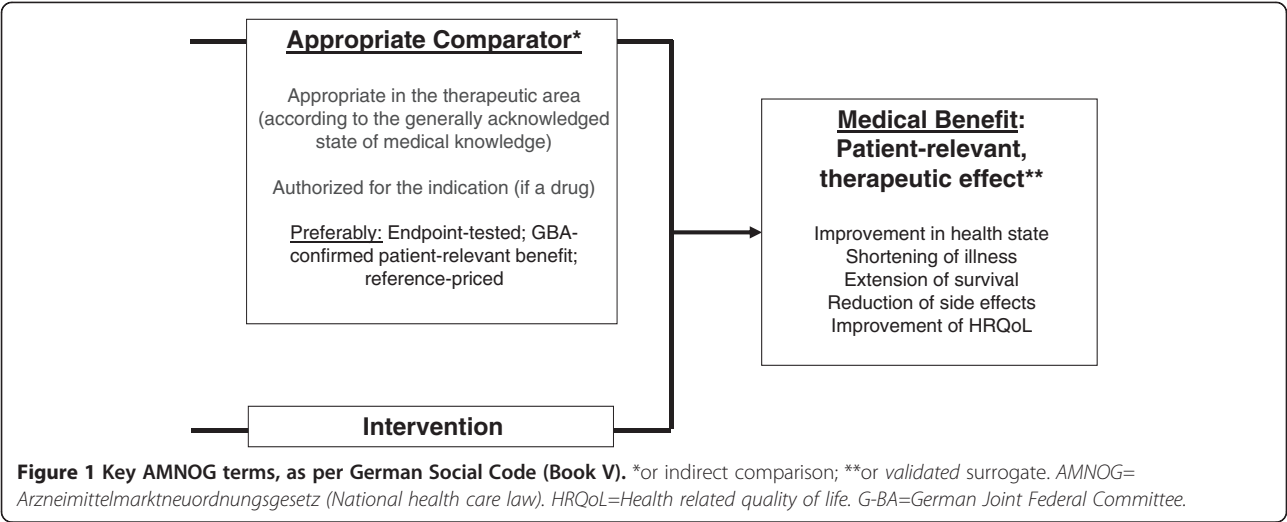 Appropriate Comparator*
Appropriate in the therapeutic area
(according to the generally acknowledged
state of medical knowledge)
Authorized for the indication (if a drug)
Preferably: Endpoint-tested; GBA-
confirmed patient-relevant benefit;
reference-priced
Intervention
Medical Benefit:
Patient-relevant,
therapeutic effect**
Improvement in health state
Shortening of illness
Extension of survival
Reduction of side effects
Improvement of HRQoL
Figure 1 Key AMNOG terms, as per German Social Code (Book V). *or indirect comparison; **or validated surrogate. AMNOG=
Arzneimittelmarktneuordnungsgesetz (National health care law). HRQoL=Health related quality of life. G-BA=German Joint Federal Committee.